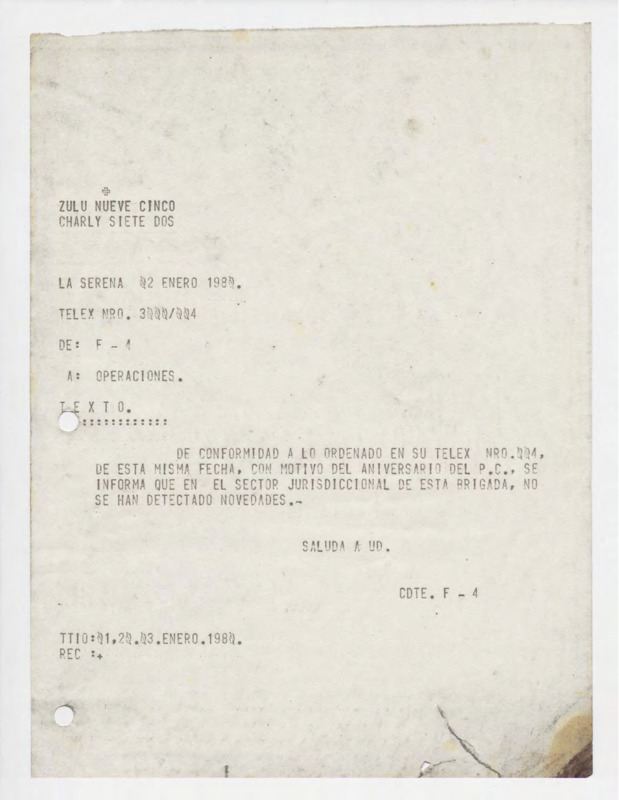 ZULU NUEVE CINCO
CHARLY SIETE DOS
LA SERENA 02 ENERO 1980.
TELEX NRO. 3000/004
DE: F - 4
A: OPERACIONES.
T E X T O.
::::::::::::
DE CONFORMIDAD A LO ORDENADO EN SU TELEX NRO.004,
DE ESTA MISMA FECHA, CON MOTIVO DEL ANIVERSARIO DEL P.C., SE
INFORMA QUE EN EL SECTOR JURISDICCIONAL DE ESTA BRIGADA, NO
SE HAN DETECTADO NOVEDADES.-
SALUDA A UD.
CDTE. F - 4
TTIO:01,20.03.ENERO.1980.
REC :+